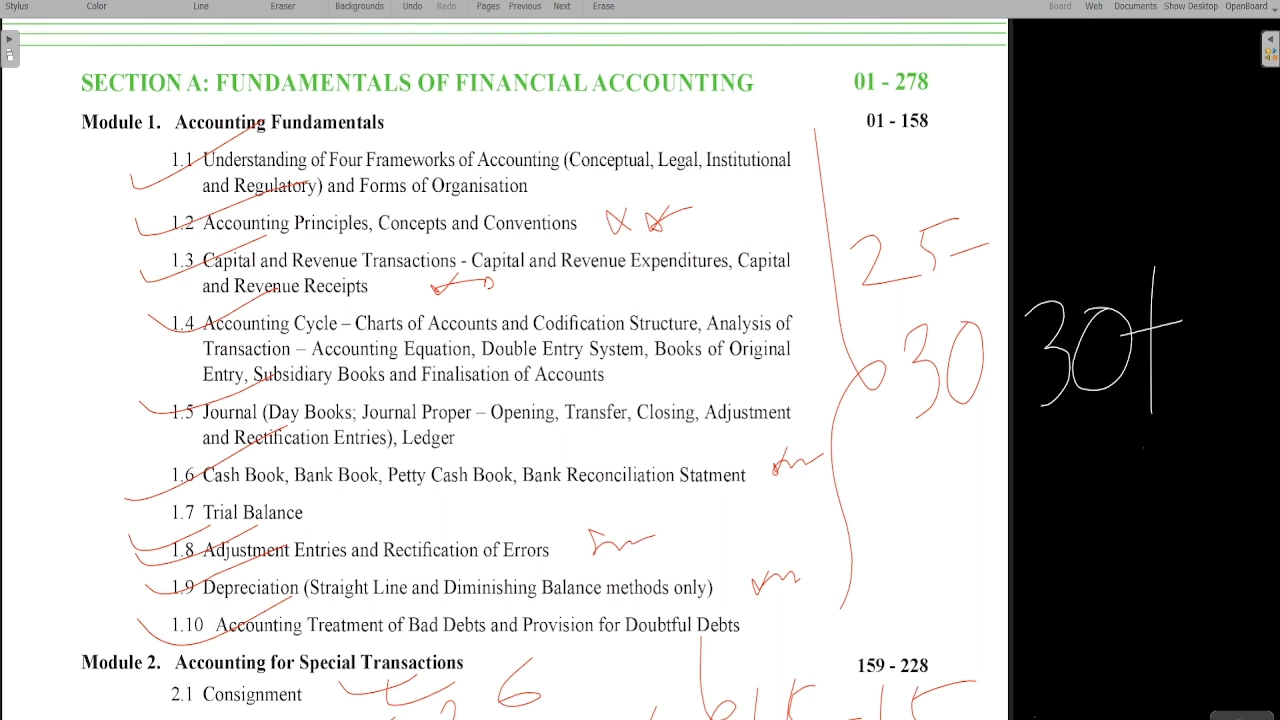 Stylus Color Line Eraser Backgrounds Undo Redo Pages Previous Next Erase Board Web Documents Show Desktop OpenBoard
SECTION A: FUNDAMENTALS OF FINANCIAL ACCOUNTING 01 - 278
Module 1. Accounting Fundamentals 01 - 158
1.1 Understanding of Four Frameworks of Accounting (Conceptual, Legal, Institutional
and Regulatory) and Forms of Organisation
1.2 Accounting Principles, Concepts and Conventions
1.3 Capital and Revenue Transactions - Capital and Revenue Expenditures, Capital
and Revenue Receipts
25-
30
30+
1.4 Accounting Cycle – Charts of Accounts and Codification Structure, Analysis of
Transaction – Accounting Equation, Double Entry System, Books of Original
Entry, Subsidiary Books and Finalisation of Accounts
1.5 Journal (Day Books; Journal Proper – Opening, Transfer, Closing, Adjustment
and Rectification Entries), Ledger
1.6 Cash Book, Bank Book, Petty Cash Book, Bank Reconciliation Statment
1.7 Trial Balance
1.8 Adjustment Entries and Rectification of Errors
1.9 Depreciation (Straight Line and Diminishing Balance methods only)
1.10 Accounting Treatment of Bad Debts and Provision for Doubtful Debts
Module 2. Accounting for Special Transactions 159 - 228
2.1 Consignment 6